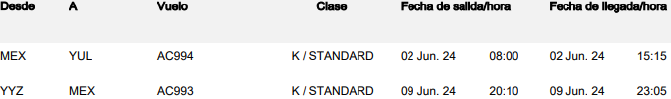 Desde A Vuelo Clase Fecha de salida/hora Fecha de llegada/hora
MEX YUL AC994 K / STANDARD 02 Jun. 24 08:00 02 Jun. 24 15:15
YYZ MEX AC993 K / STANDARD 09 Jun. 24 20:10 09 Jun. 24 23:05